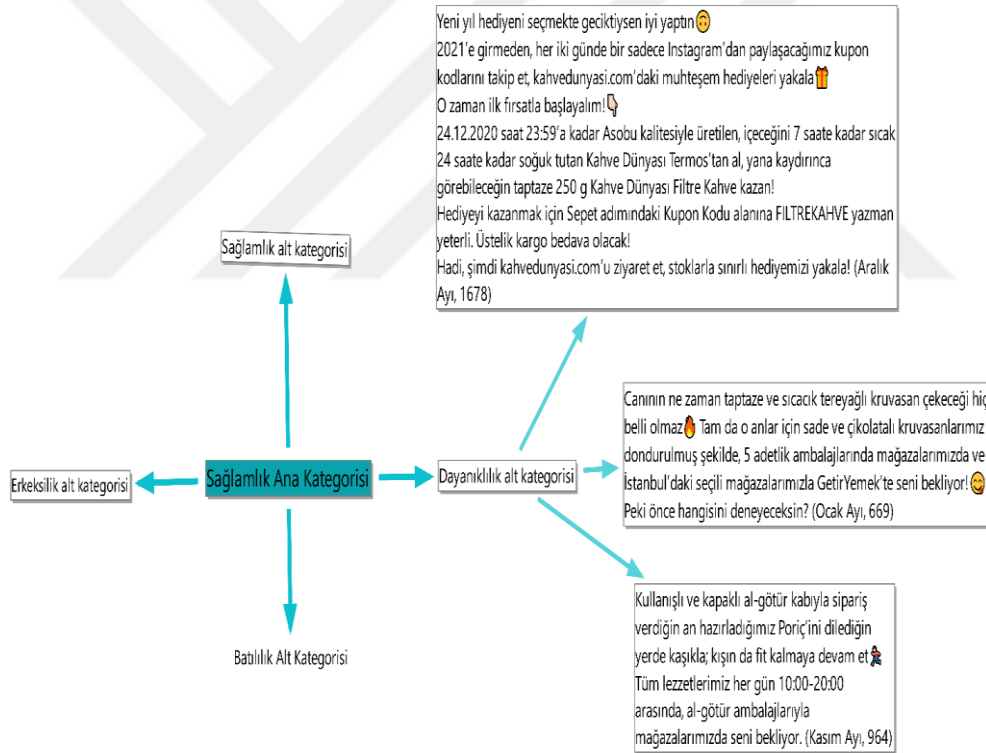 Yeni yıl hediyeni seçmekte geciktiysen iyi yaptın🙃
2021'e girmeden, her iki günde bir sadece Instagram'dan paylaşacağımız kupon
kodlarını takip et, kahvedunyasi.com'daki muhteşem hediyeleri yakala🎁
O zaman ilk fırsatla başlayalım!👇🏻
24.12.2020 saat 23:59'a kadar Asobu kalitesiyle üretilen, içeceğini 7 saate kadar sıcak
24 saate kadar soğuk tutan Kahve Dünyası Termos'tan al, yana kaydırınca
görebileceğin taptaze 250 g Kahve Dünyası Filtre Kahve kazan!
Hediyeyi kazanmak için Sepet adımındaki Kupon Kodu alanına FILTREKAHVE yazman
yeterli. Üstelik kargo bedava olacak!
Hadi, şimdi kahvedunyasi.com'u ziyaret et, stoklarla sınırlı hediyemizi yakala! (Aralık
Ayı, 1678)
Sağlamlık alt kategorisi
Canının ne zaman taptaze ve sıcacık tereyağlı kruvasan çekeceği hiç
belli olmaz🔥 Tam da o anlar için sade ve çikolatalı kruvasanlarımız
dondurulmuş şekilde, 5 adetlik ambalajlarında mağazalarımızda ve
İstanbul'daki seçili mağazalarımızla GetirYemek'te seni bekliyor!😋
Peki önce hangisini deneyeceksin? (Ocak Ayı, 669)
Erkeksilik alt kategorisi
Sağlamlık Ana Kategorisi
Dayanıklılık alt kategorisi
Batılılık Alt Kategorisi
Kullanışlı ve kapaklı al-götür kabıyla sipariş
verdiğin an hazırladığımız Poriç'ini dilediğin
yerde kaşıkla; kışın da fit kalmaya devam et🏃
Tüm lezzetlerimiz her gün 10:00-20:00
arasında, al-götür ambalajlarıyla
mağazalarımızda seni bekliyor. (Kasım Ayı, 964)